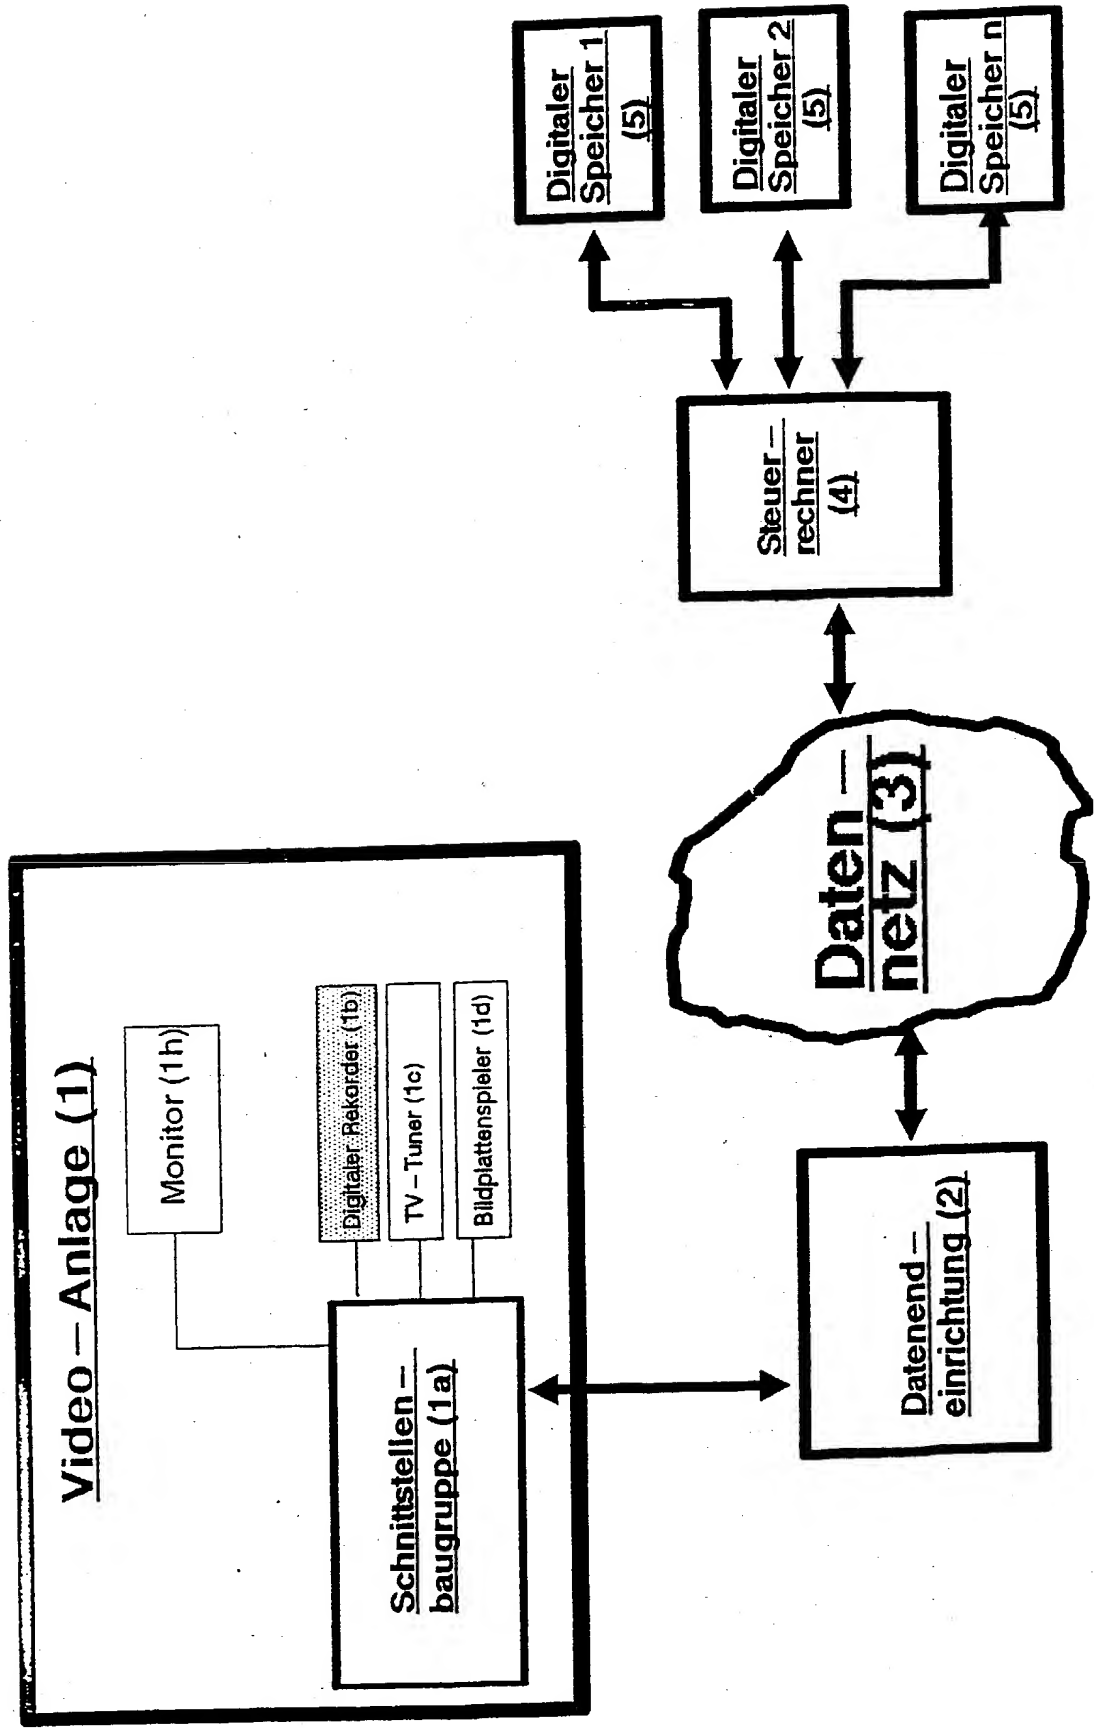 Video – Anlage (1)
Monitor (1h)
Digitaler Rekorder (1b)
TV – Tuner (1c)
Bildplattenspieler (1d)
Schnittstellen –
baugruppe (1a)
Datenend –
einrichtung (2)
Daten –
netz (3)
Steuer –
rechner
(4)
Digitaler
Speicher 1
(5)
Digitaler
Speicher 2
(5)
Digitaler
Speicher n
(5)